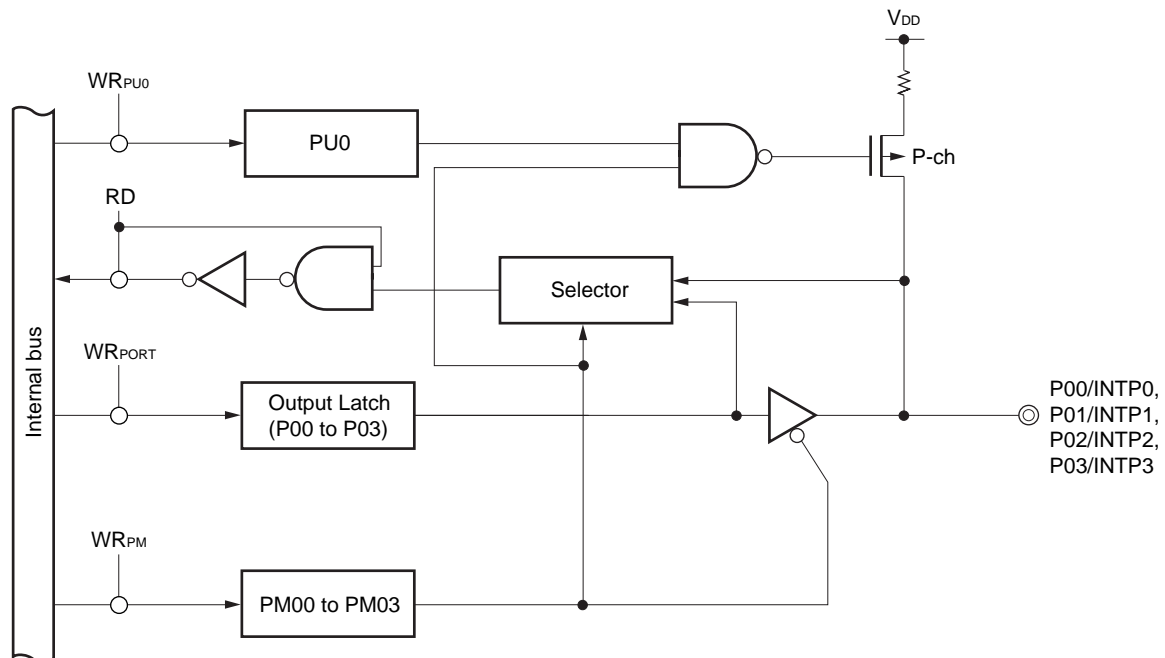 VDD
WRPU0
PU0
P-ch
RD
Selector
Internal bus
WRPORT
Output Latch
(P00 to P03)
P00/INTP0,
P01/INTP1,
P02/INTP2,
P03/INTP3
WRPM
PM00 to PM03